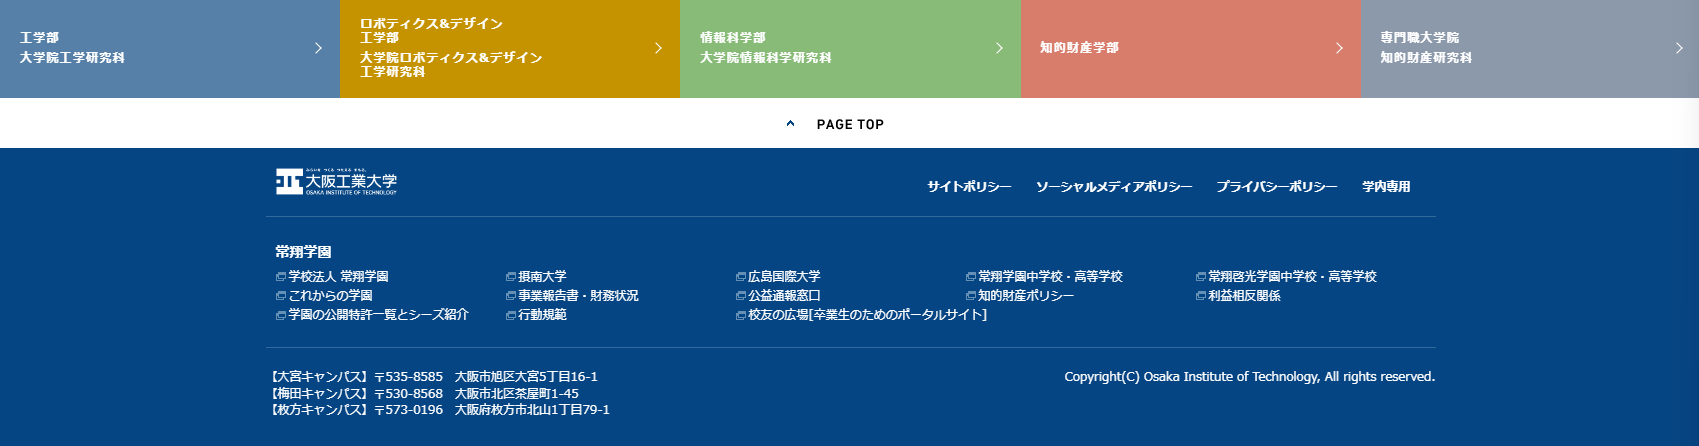 工学部
大学院工学研究科
ロボティクス&デザイン
工学部
大学院ロボティクス&デザイン
工学研究科
情報科学部
大学院情報科学研究科
知的財産学部
専門職大学院
知的財産研究科
PAGE TOP
大阪工業大学
OSAKA INSTITUTE OF TECHNOLOGY
サイトポリシー ソーシャルメディアポリシー プライバシーポリシー 学内専用
常翔学園
学校法人 常翔学園 摂南大学 広島国際大学 常翔学園中学校・高等学校 常翔啓光学園中学校・高等学校
これからの学園 事業報告書・財務状況 公益通報窓口 知的財産ポリシー 利益相反関係
学園の公開特許一覧とシーズ紹介 行動規範 校友の広場[卒業生のためのポータルサイト]
【大宮キャンパス】〒535-8585 大阪市旭区大宮5丁目16-1
【梅田キャンパス】〒530-8568 大阪市北区茶屋町1-45
【枚方キャンパス】〒573-0196 大阪府枚方市北山1丁目79-1
Copyright(C) Osaka Institute of Technology, All rights reserved.